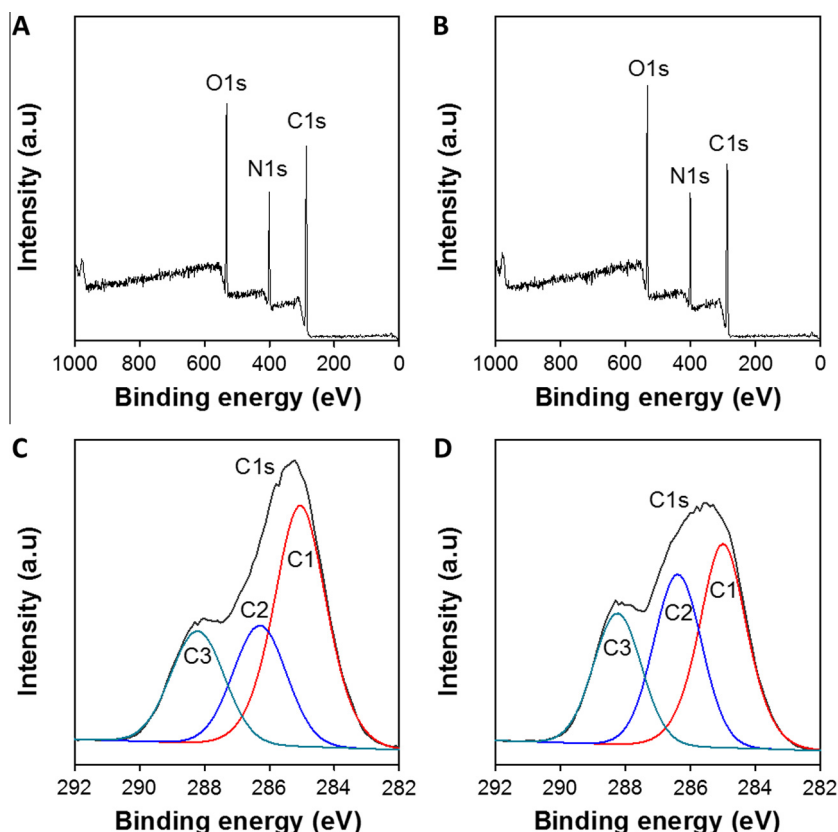 A
O1s
C1s
N1s
Intensity (a.u)
1000 800 600 400 200 0
Binding energy (eV)
B
O1s
C1s
N1s
Intensity (a.u)
1000 800 600 400 200 0
Binding energy (eV)
C
C1s
C1
C2
C3
Intensity (a.u)
292 290 288 286 284 282
Binding energy (eV)
D
C1s
C1
C2
C3
Intensity (a.u)
292 290 288 286 284 282
Binding energy (eV)